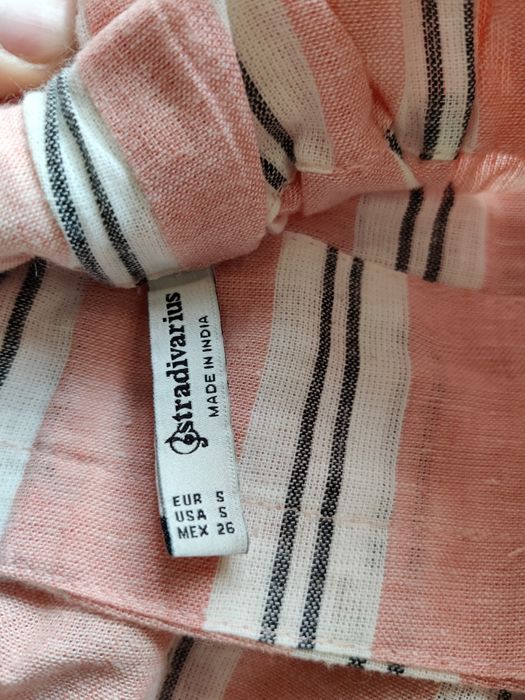 stradivarius
MADE IN INDIA
EUR S
USA S
MEX 26